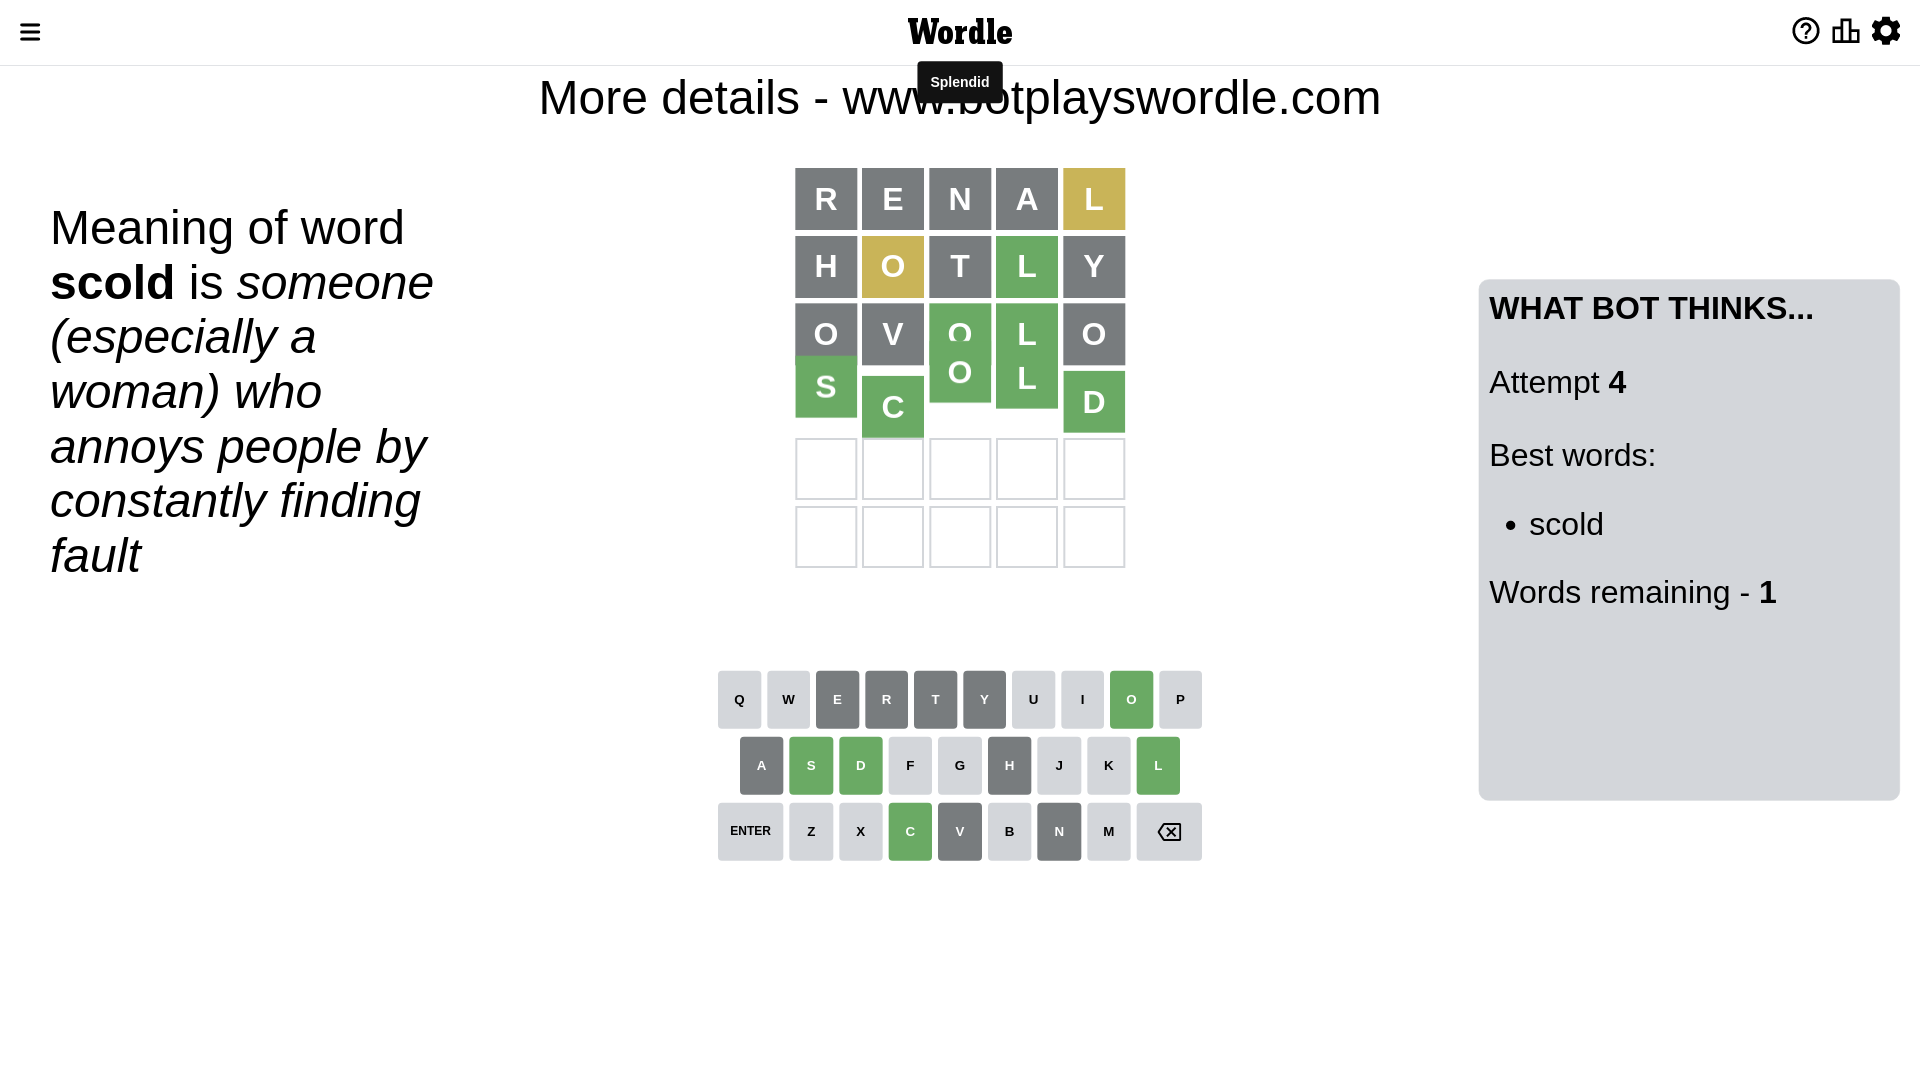 Wordle
Splendid
More details - www.botplayswordle.com
Meaning of word
scold is someone
(especially a
woman) who
annoys people by
constantly finding
fault
R E N A L
H O T L Y
O V O L O
S C O L D
WHAT BOT THINKS...
Attempt 4
Best words:
• scold
Words remaining - 1
Q W E R T Y U I O P
A S D F G H J K L
ENTER Z X C V B N M